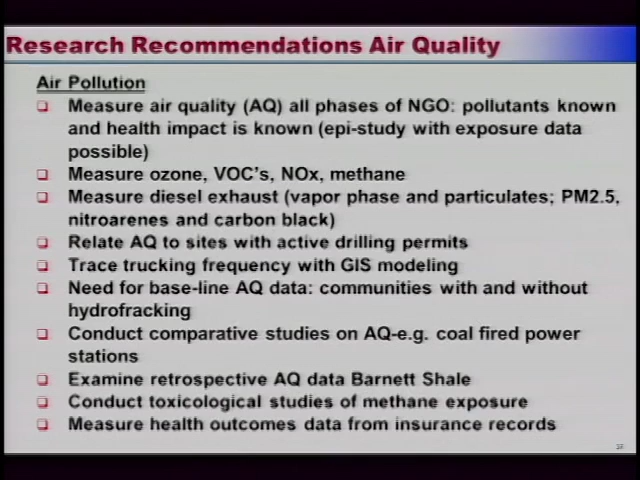 Research Recommendations Air Quality
Air Pollution
Measure air quality (AQ) all phases of NGO: pollutants known
and health impact is known (epi-study with exposure data
possible)
Measure ozone, VOC's, NOx, methane
Measure diesel exhaust (vapor phase and particulates; PM2.5,
nitroarenes and carbon black)
Relate AQ to sites with active drilling permits
Trace trucking frequency with GIS modeling
Need for base-line AQ data: communities with and without
hydrofracking
Conduct comparative studies on AQ-e.g. coal fired power
stations
Examine retrospective AQ data Barnett Shale
Conduct toxicological studies of methane exposure
Measure health outcomes data from insurance records